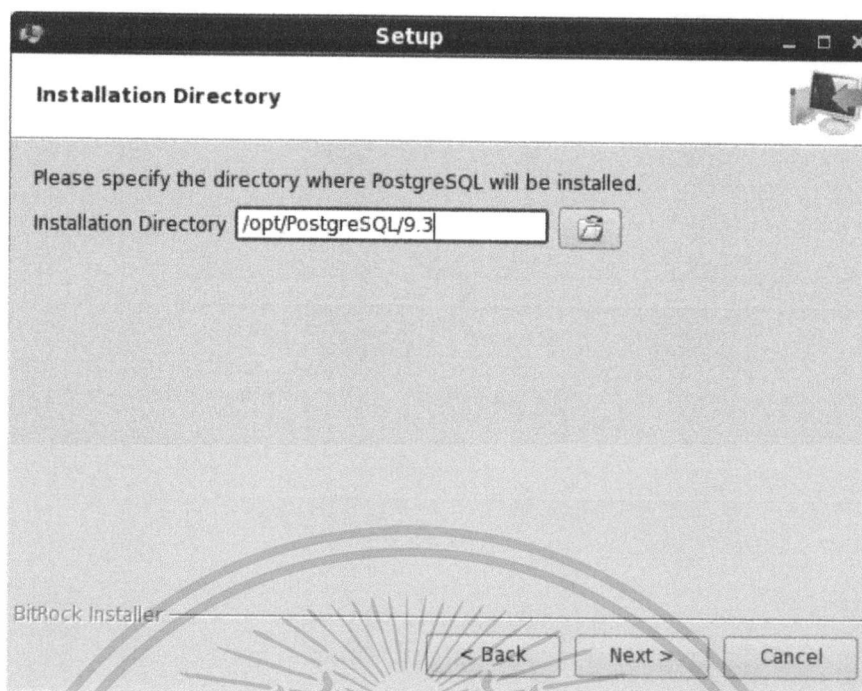 Setup
Installation Directory
Please specify the directory where PostgreSQL will be installed.
Installation Directory /opt/PostgreSQL/9.3
BitRock Installer
< Back Next > Cancel